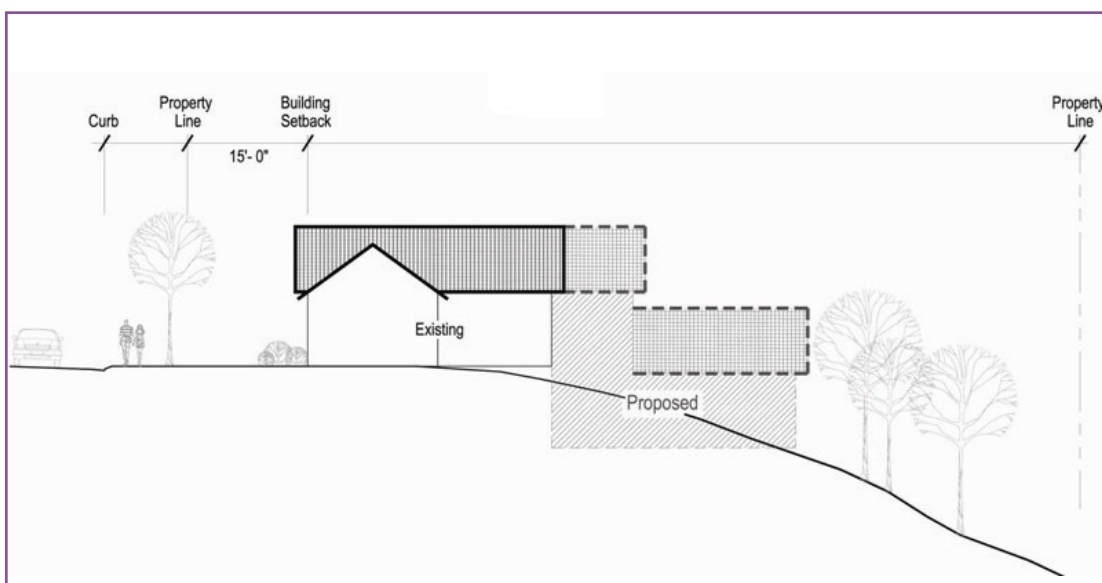 Curb
Property
Line
Building
Setback
Property
Line
15'- 0"
Existing
Proposed